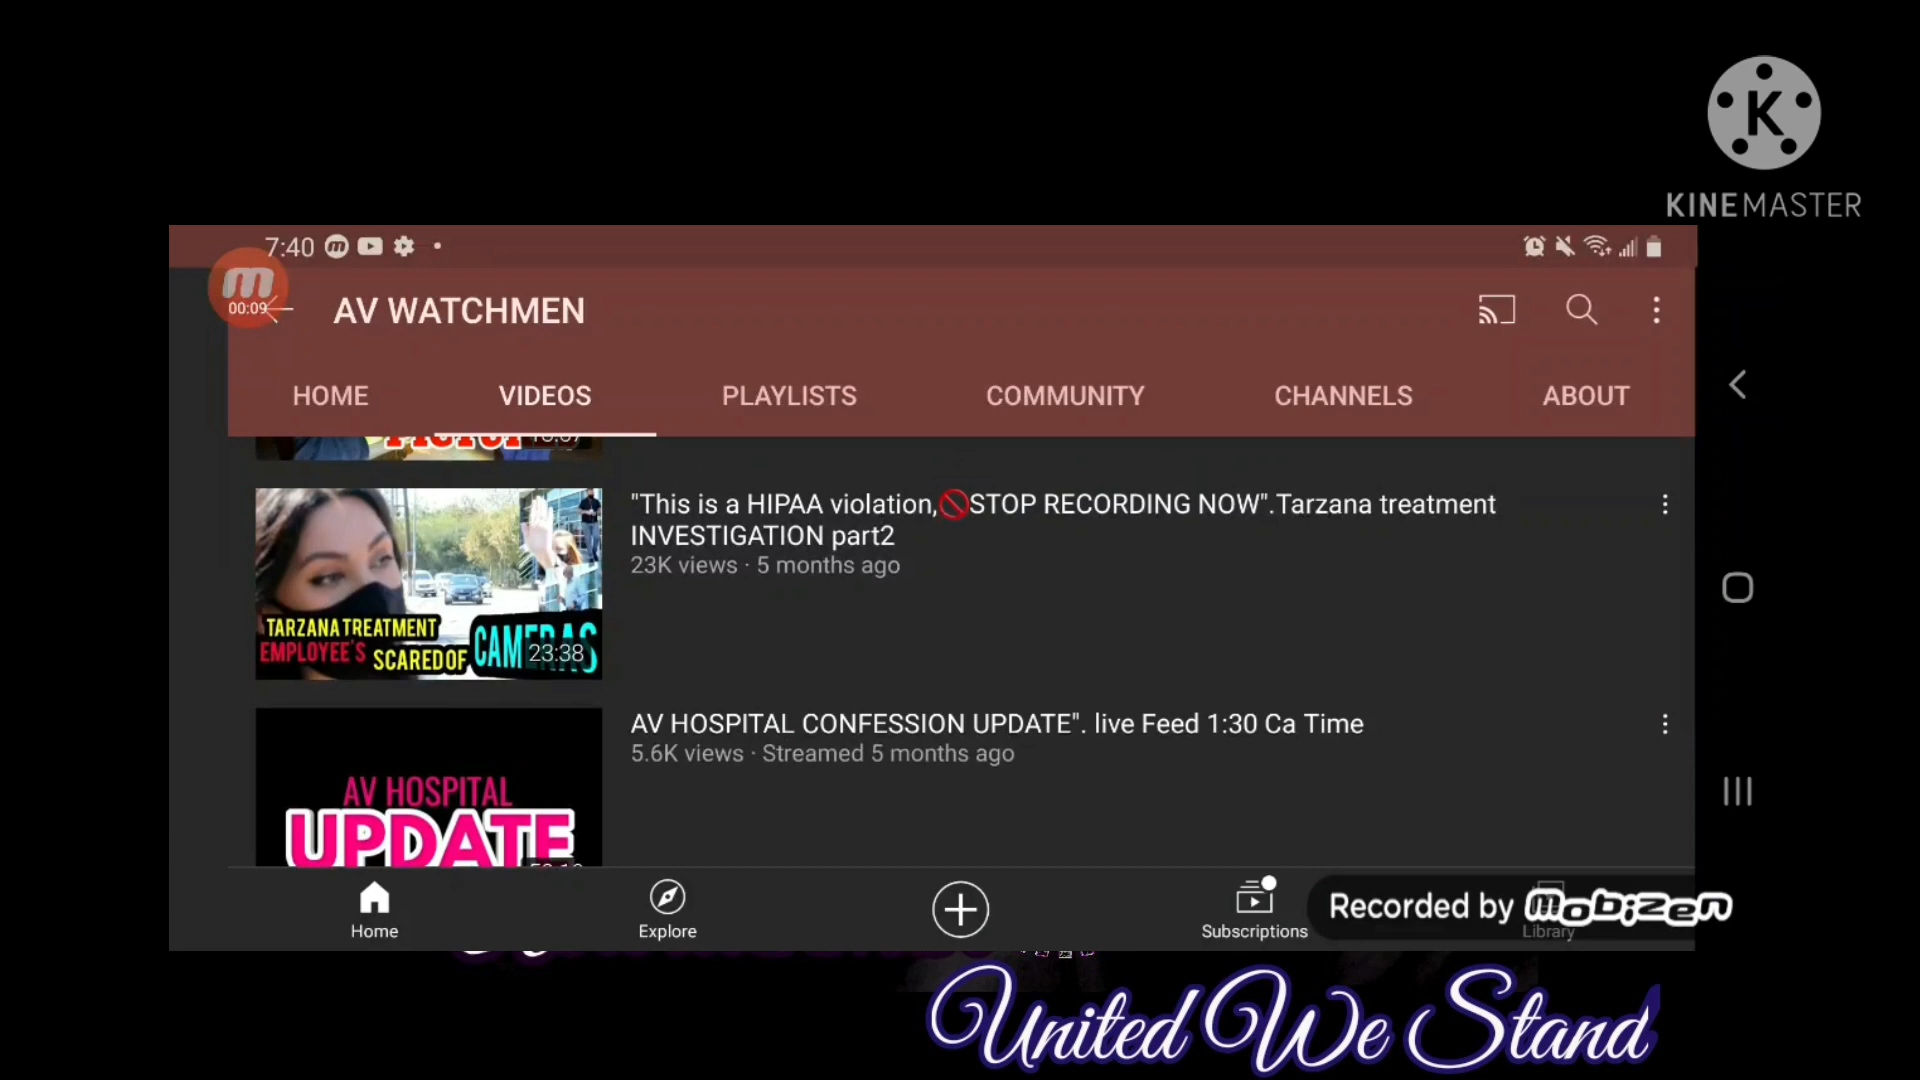 K
KINEMASTER
7:40
m
00:09
AV WATCHMEN
HOME
VIDEOS
PLAYLISTS
COMMUNITY
CHANNELS
ABOUT
"This is a HIPAA violation,🚫STOP RECORDING NOW".Tarzana treatment
INVESTIGATION part2
23K views · 5 months ago
TARZANA TREATMENT
EMPLOYEE'S SCARED OF CAMERAS
23:38
AV HOSPITAL CONFESSION UPDATE". live Feed 1:30 Ca Time
5.6K views · Streamed 5 months ago
AV HOSPITAL
UPDATE
Home
Explore
Subscriptions
Library
Recorded by mobizen
United We Stand